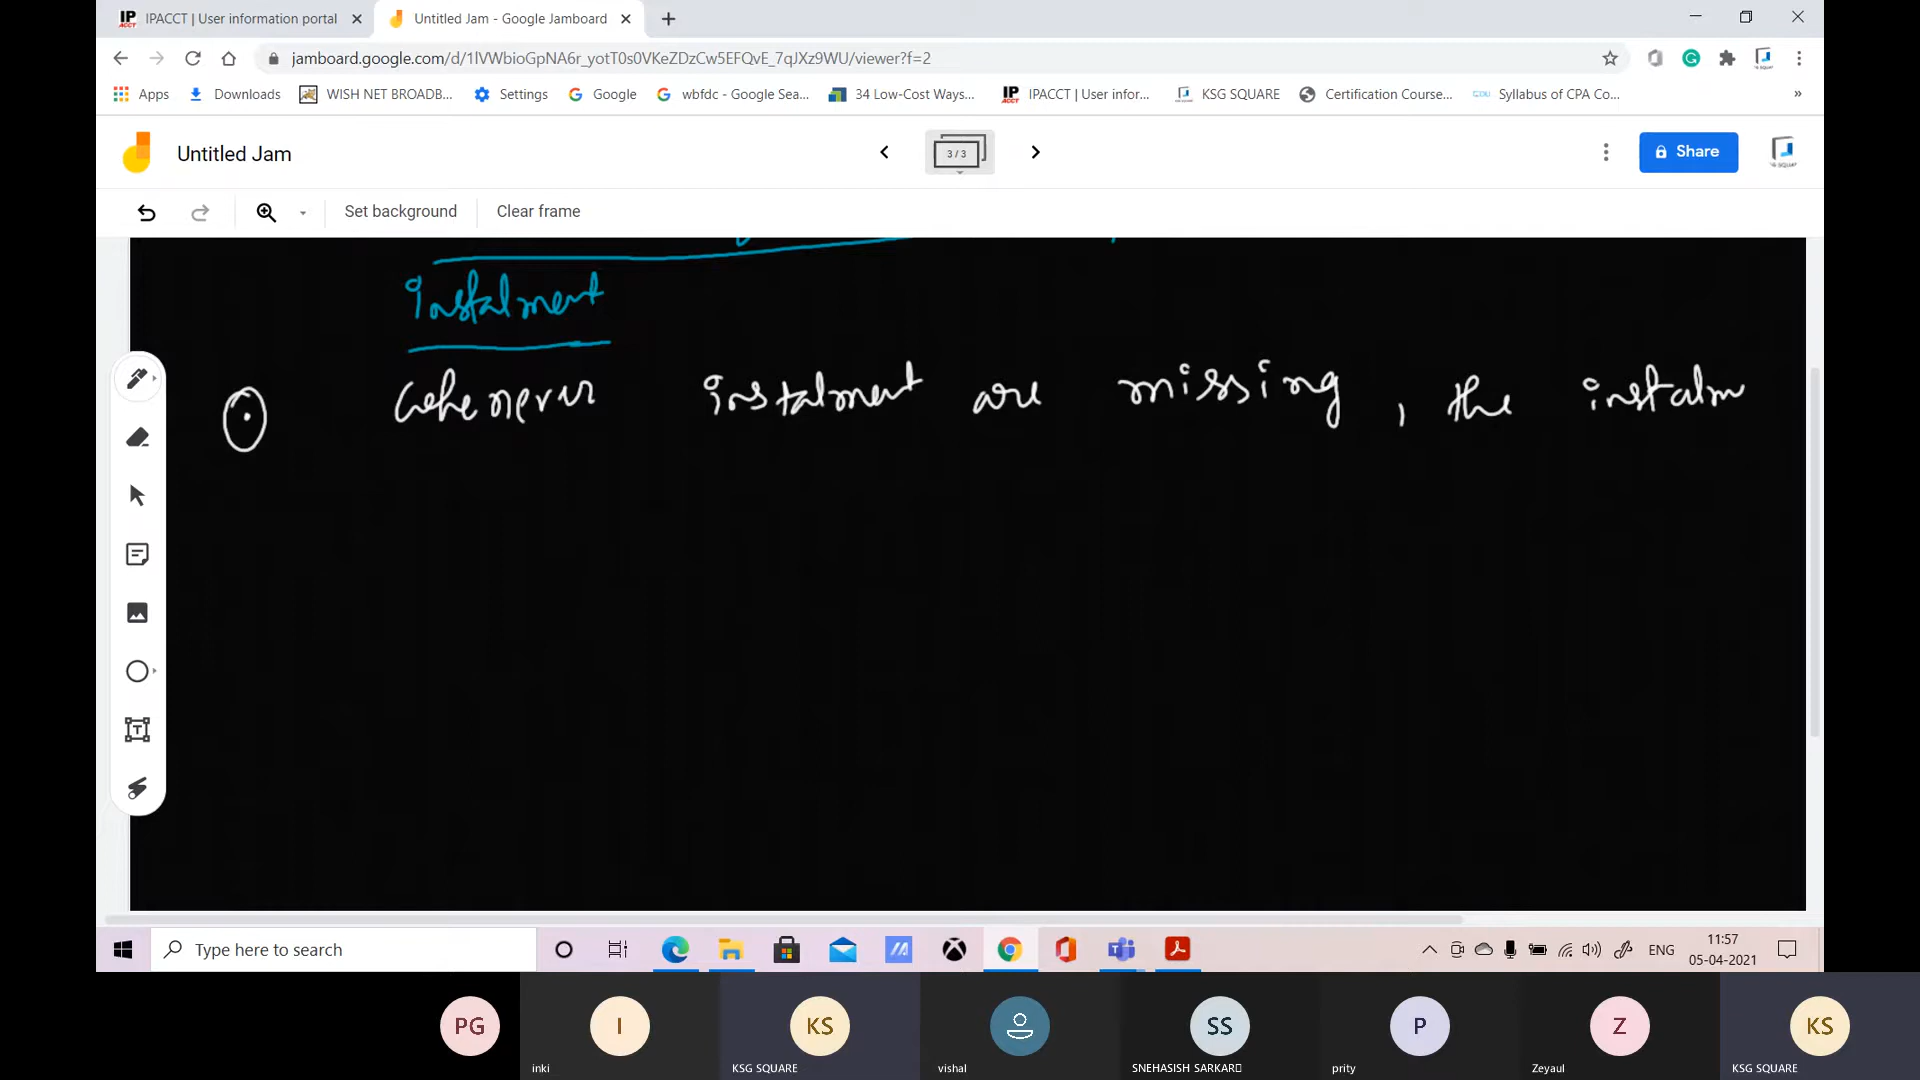 IPACCT | User information portal
Untitled Jam - Google Jamboard
jamboard.google.com/d/1lVWbioGpNA6r_yotT0s0VKeZDzCw5EFQvE_7qJXz9WU/viewer?f=2
Apps Downloads WISH NET BROADB... Settings Google wbfdc - Google Sea... 34 Low-Cost Ways... IPACCT | User infor... KSG SQUARE Certification Course... Syllabus of CPA Co... »
Untitled Jam
3 / 3
Share
Set background Clear frame
instalment
whenever instalment are missing, the instalm
Type here to search
ENG
11:57
05-04-2021
PG I KS SS P Z KS
inki KSG SQUARE vishal SNEHASISH SARKAR prity Zeyaul KSG SQUARE